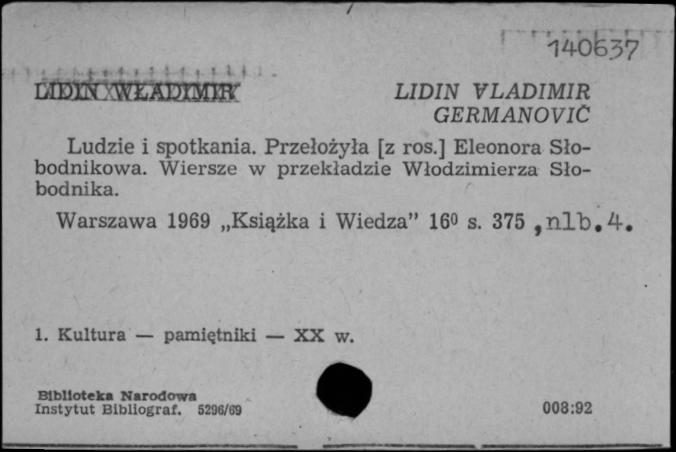 140637
LIDIN WŁADIMIR LIDIN VLADIMIR
GERMANOVIČ
Ludzie i spotkania. Przełożyła [z ros.] Eleonora Sło-
bodnikowa. Wiersze w przekładzie Włodzimierza Sło-
bodnika.
Warszawa 1969 „Książka i Wiedza” 16⁰ s. 375 ,nlb.4.
1. Kultura — pamiętniki — XX w.
Biblioteka Narodowa
Instytut Bibliograf. 5296/69 008:92